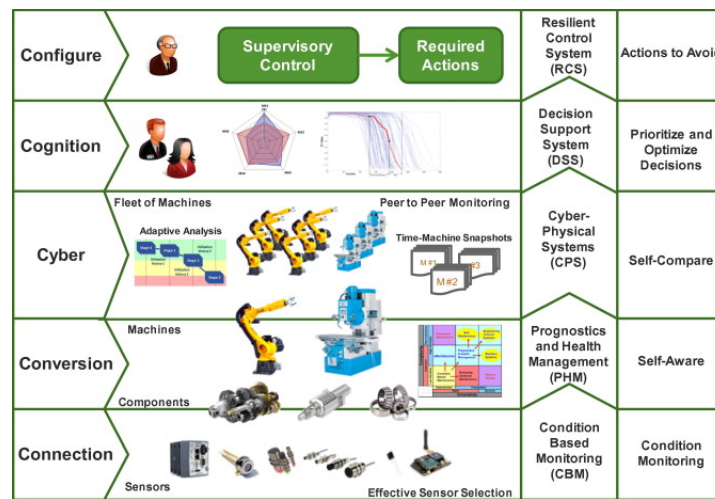 Configure
Supervisory
Control
Required
Actions
Resilient
Control
System
(RCS)
Actions to Avoid
Cognition
Decision
Support
System
(DSS)
Prioritize and
Optimize
Decisions
Cyber
Fleet of Machines
Peer to Peer Monitoring
Adaptive Analysis
Time-Machine Snapshots
M #1
M #2
#3
Cyber-
Physical
Systems
(CPS)
Self-Compare
Conversion
Machines
Components
Prognostics
and Health
Management
(PHM)
Self-Aware
Connection
Sensors
Effective Sensor Selection
Condition
Based
Monitoring
(CBM)
Condition
Monitoring